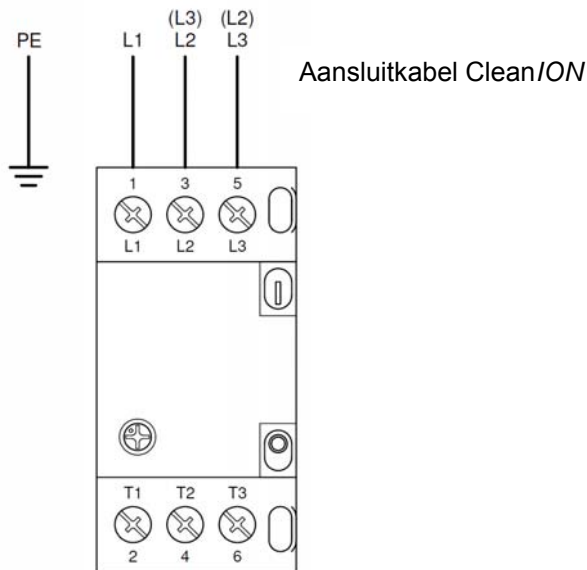 (L3) (L2)
PE L1 L2 L3
Aansluitkabel CleanION
1 3 5
L1 L2 L3
T1 T2 T3
2 4 6